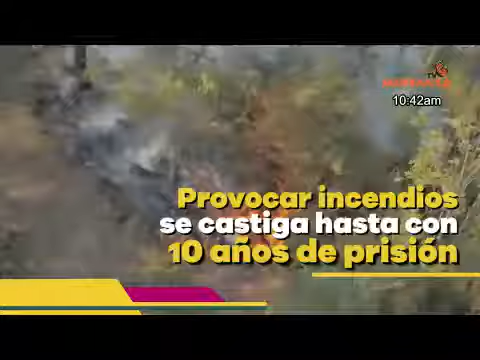 10:42am
Provocar incendios
se castiga hasta con
10 años de prisión